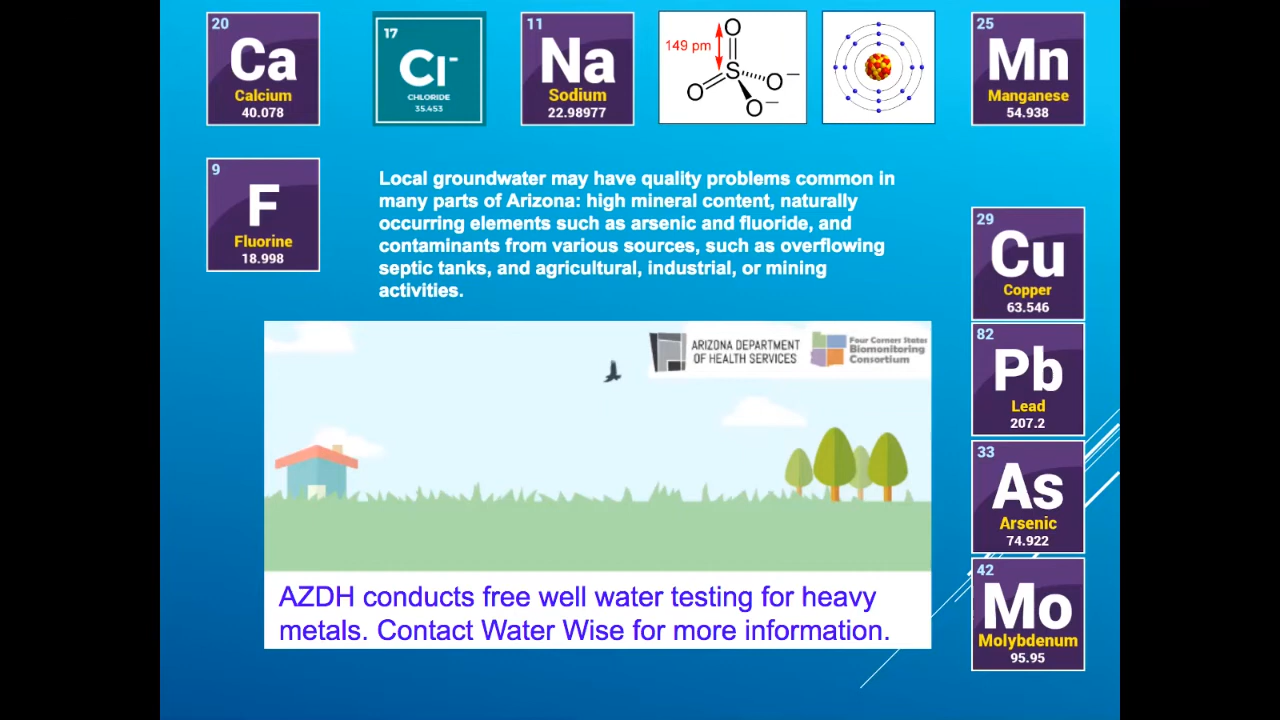 20
Ca
Calcium
40.078
17
Cl⁻
CHLORIDE
35.453
11
Na
Sodium
22.98977
149 pm
O
S
O
O⁻
O⁻
25
Mn
Manganese
54.938
9
F
Fluorine
18.998
Local groundwater may have quality problems common in
many parts of Arizona: high mineral content, naturally
occurring elements such as arsenic and fluoride, and
contaminants from various sources, such as overflowing
septic tanks, and agricultural, industrial, or mining
activities.
29
Cu
Copper
63.546
ARIZONA DEPARTMENT
OF HEALTH SERVICES
Four Corners States
Biomonitoring
Consortium
82
Pb
Lead
207.2
33
As
Arsenic
74.922
42
Mo
Molybdenum
95.95
AZDH conducts free well water testing for heavy
metals. Contact Water Wise for more information.